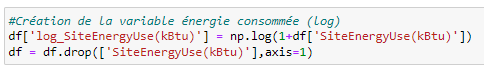 #Création de la variable énergie consommée (log)
df['log_SiteEnergyUse(kBtu)'] = np.log(1+df['SiteEnergyUse(kBtu)'])
df = df.drop(['SiteEnergyUse(kBtu)'],axis=1)